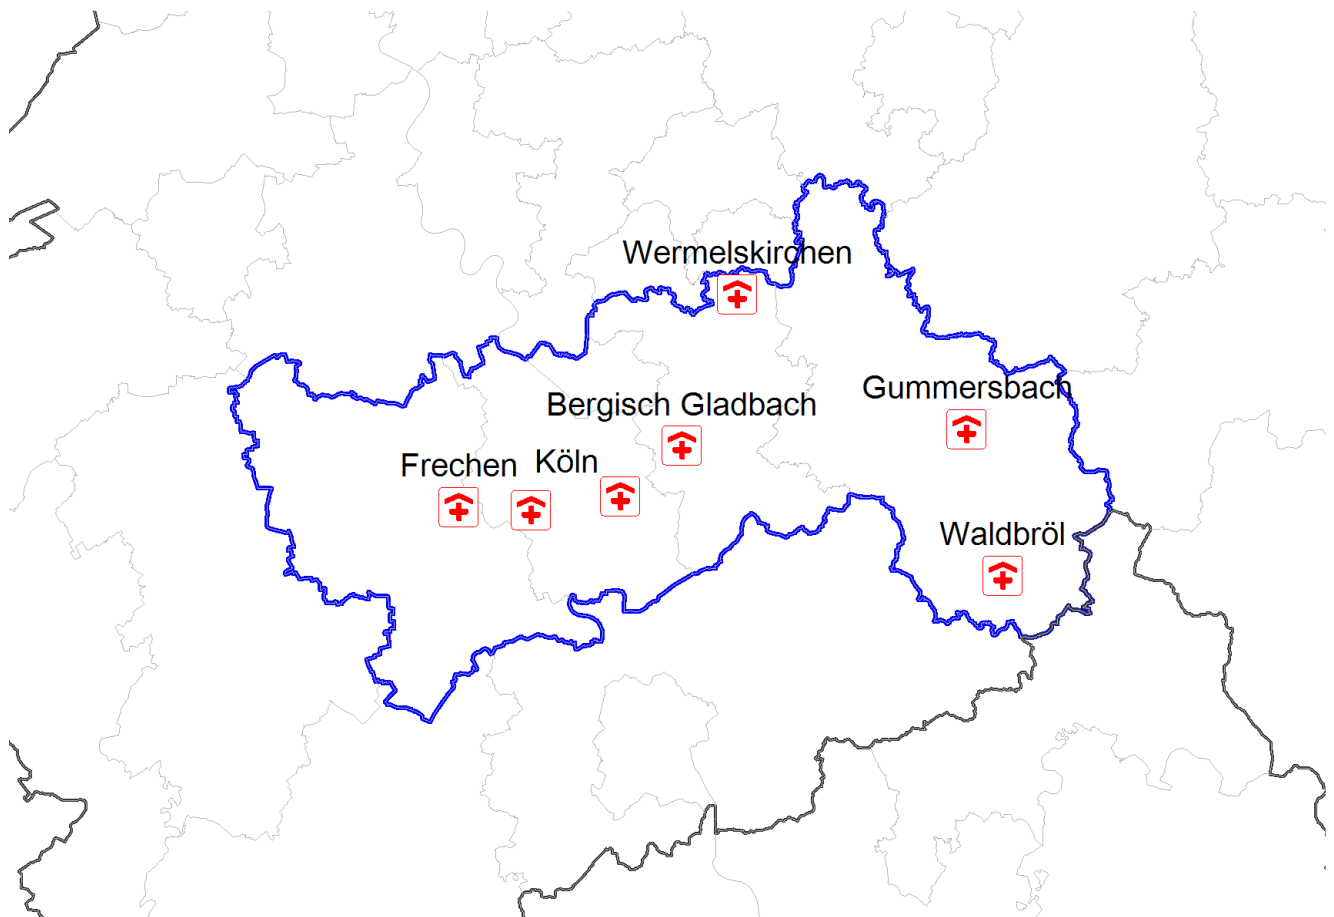 Wermelskirchen
Gummersbach
Bergisch Gladbach
Köln
Frechen
Waldbröl